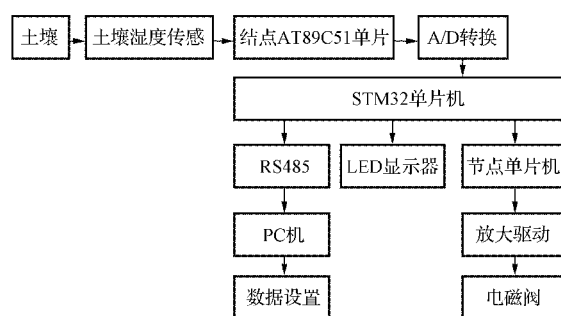 土壤
土壤湿度传感
结点AT89C51单片
A/D转换
STM32单片机
RS485
LED显示器
节点单片机
PC机
放大驱动
数据设置
电磁阀